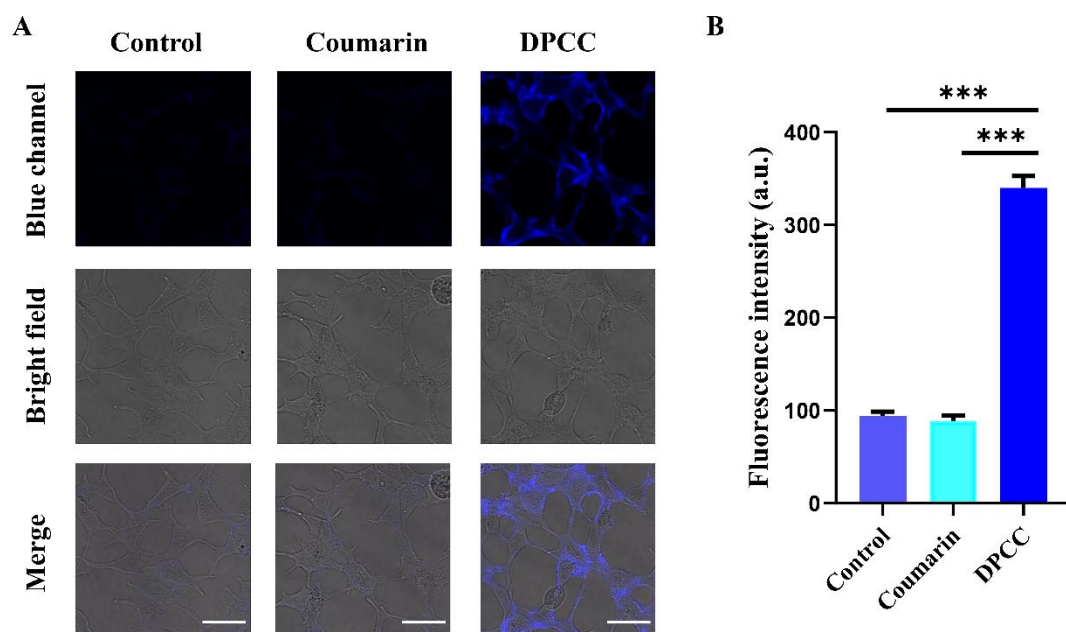 A
Control Coumarin DPCC
Blue channel
Bright field
Merge
B
***
***
Fluorescence intensity (a.u.)
400
300
200
100
0
Control
Coumarin
DPCC